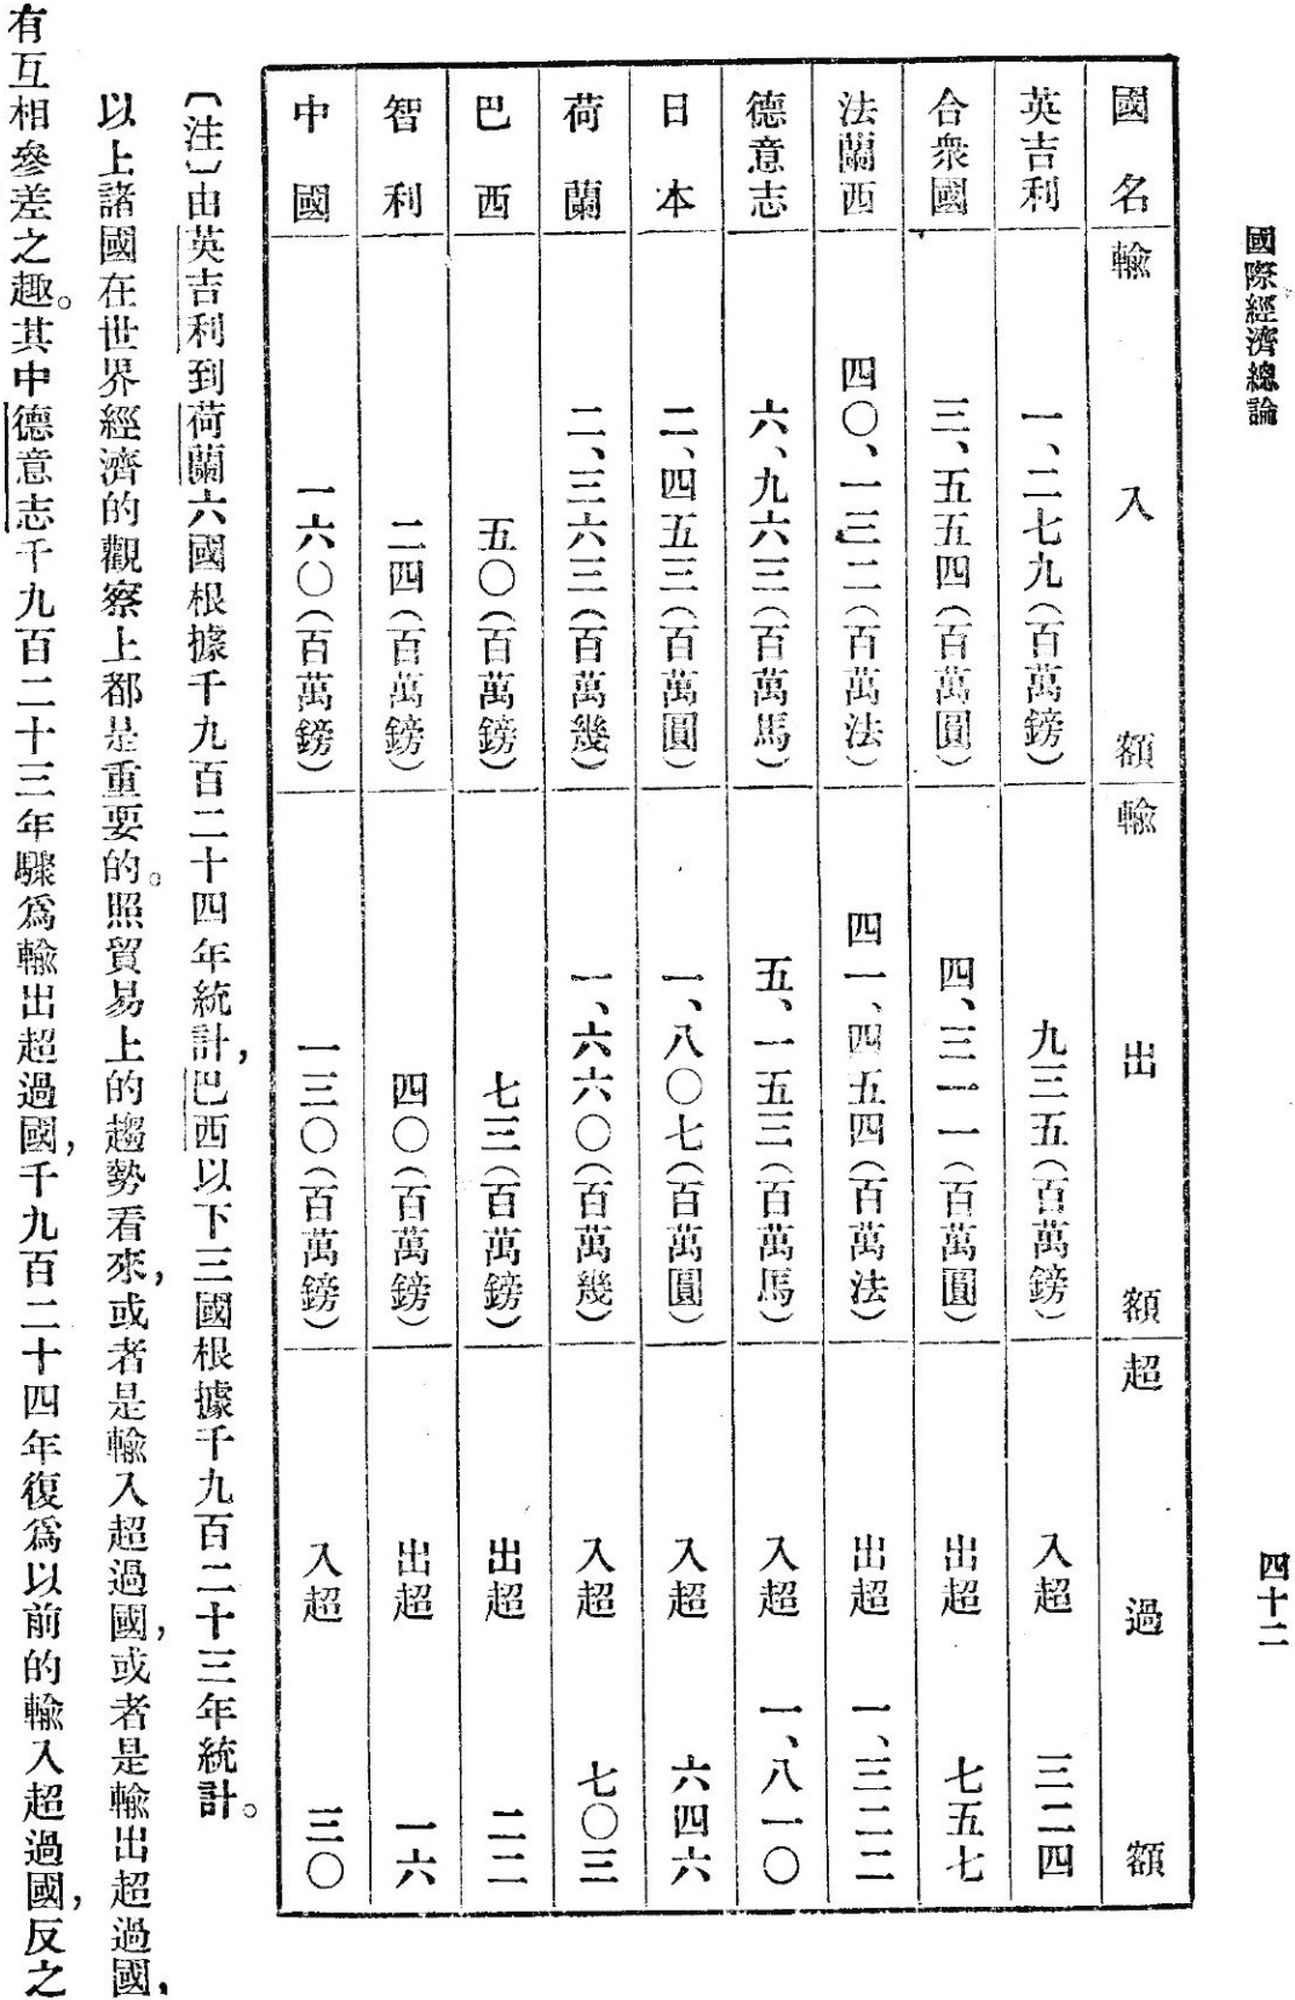 國際經濟總論
四十二
國名 輸入額 輸出額 超過額
英吉利 一、二七九(百萬鎊) 九三五(百萬鎊) 入超 三二四
合衆國 三、五五四(百萬圓) 四、三一一(百萬圓) 出超 七五七
法蘭西 四〇、一三二(百萬法) 四一、四五四(百萬法) 出超 一、三二二
德意志 六、九六三(百萬馬) 五、一五三(百萬馬) 入超 一、八一〇
日本 二、四五三(百萬圓) 一、八〇七(百萬圓) 入超 六四六
荷蘭 二、三六三(百萬幾) 一、六六〇(百萬幾) 入超 七〇三
巴西 五〇(百萬鎊) 七三(百萬鎊) 出超 二二
智利 二四(百萬鎊) 四〇(百萬鎊) 出超 一六
中國 一六〇(百萬鎊) 一三〇(百萬鎊) 入超 三〇
〔注〕由英吉利到荷蘭六國根據千九百二十四年統計，巴西以下三國根據千九百二十三年統計。
以上諸國在世界經濟的觀察上都是重要的。照貿易上的趨勢看來，或者是輸入超過國，或者是輸出超過國，
有互相參差之趣。其中德意志千九百二十三年驟爲輸出超過國，千九百二十四年復爲以前的輸入超過國，反之